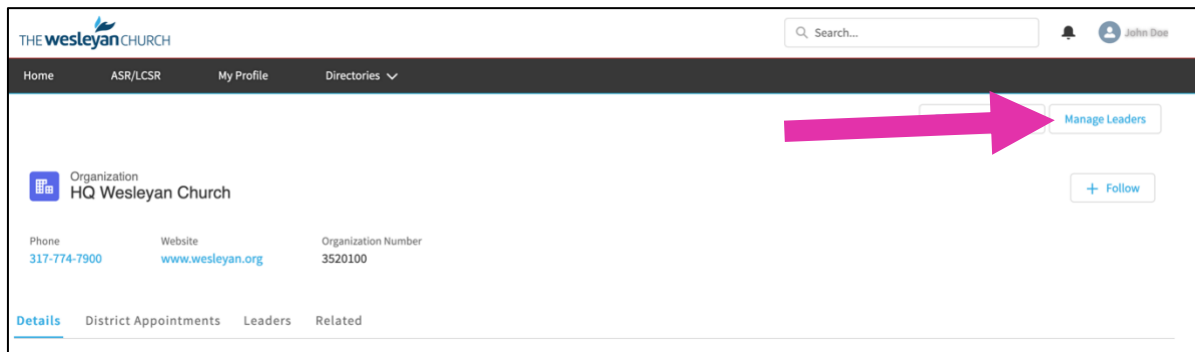 THE wesleyan CHURCH
Search...
John Doe
Home ASR/LCSR My Profile Directories
Manage Leaders
Organization
HQ Wesleyan Church
+ Follow
Phone Website Organization Number
317-774-7900 www.wesleyan.org 3520100
Details District Appointments Leaders Related